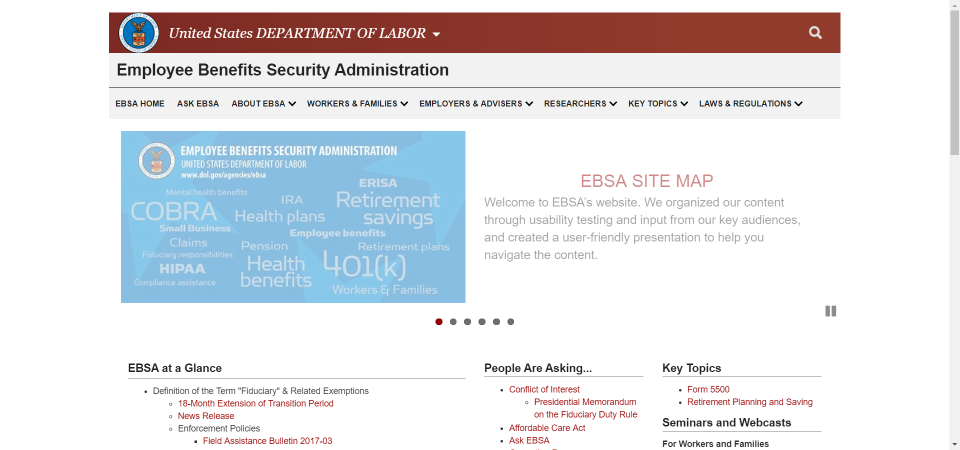 United States DEPARTMENT OF LABOR
Employee Benefits Security Administration
EBSA HOME ASK EBSA ABOUT EBSA WORKERS & FAMILIES EMPLOYERS & ADVISERS RESEARCHERS KEY TOPICS LAWS & REGULATIONS
EMPLOYEE BENEFITS SECURITY ADMINISTRATION
UNITED STATES DEPARTMENT OF LABOR
www.dol.gov/agencies/ebsa
Mental health benefits
ERISA
IRA
Retirement savings
COBRA
Health plans
Small Business
Employee benefits
Claims
Pension
Retirement plans
Fiduciary responsibilities
HIPAA
Health benefits
401(k)
Compliance assistance
Workers & Families
EBSA SITE MAP
Welcome to EBSA's website. We organized our content
through usability testing and input from our key audiences,
and created a user-friendly presentation to help you
navigate the content.
EBSA at a Glance
Definition of the Term "Fiduciary" & Related Exemptions
18-Month Extension of Transition Period
News Release
Enforcement Policies
Field Assistance Bulletin 2017-03
People Are Asking...
Conflict of Interest
Presidential Memorandum
on the Fiduciary Duty Rule
Affordable Care Act
Ask EBSA
Key Topics
Form 5500
Retirement Planning and Saving
Seminars and Webcasts
For Workers and Families